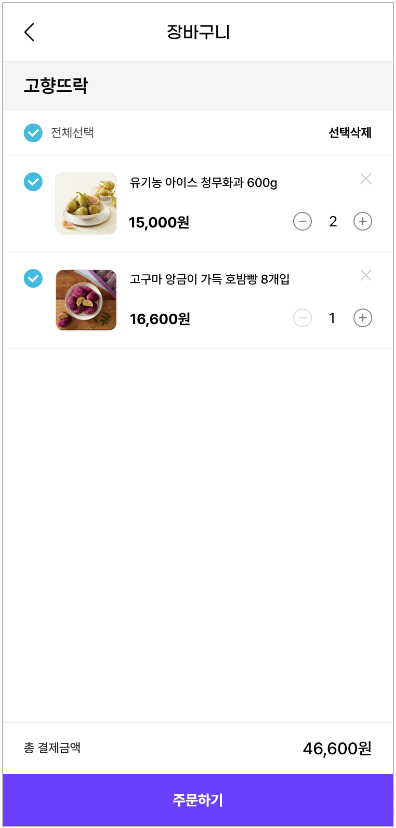 장바구니
고향뜨락
전체선택 선택삭제
유기농 아이스 청무화과 600g
15,000원 2
고구마 앙금이 가득 호밤빵 8개입
16,600원 1
총 결제금액 46,600원
주문하기